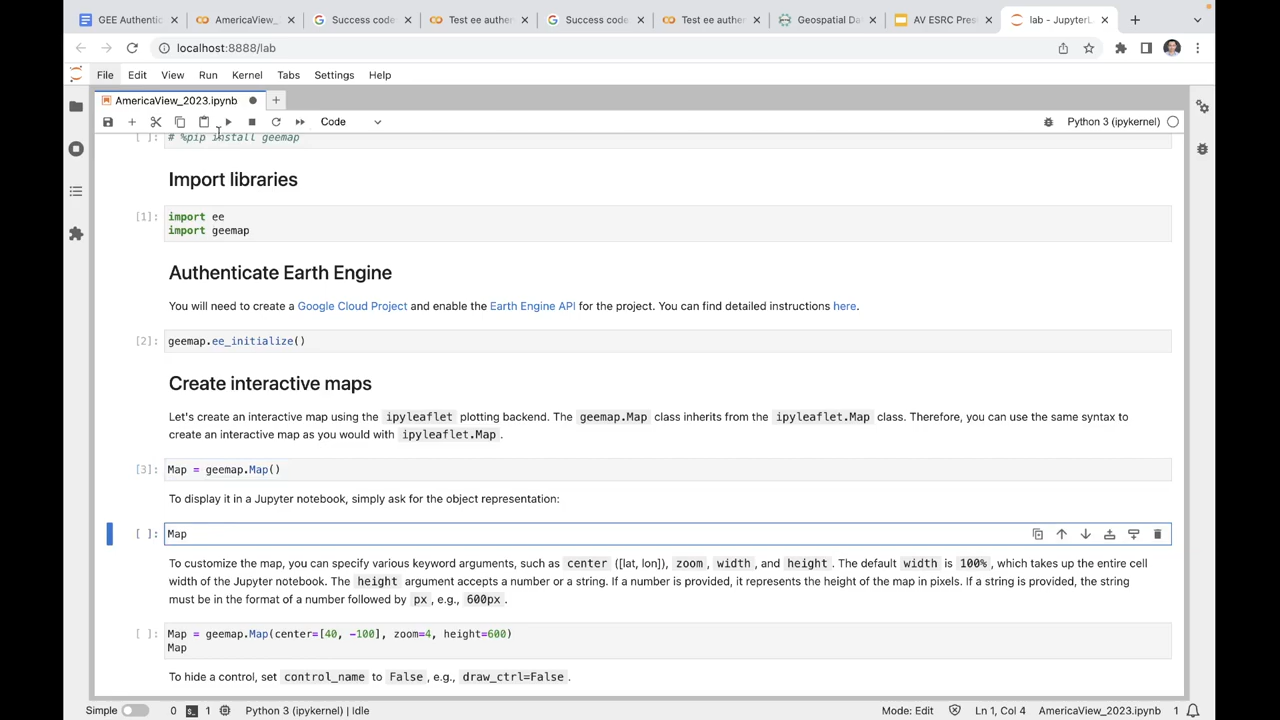 GEE Authentic
AmericaView_
Success code
Test ee authe
Success code
Test ee authe
Geospatial Da
AV ESRC Pres
lab - JupyterL
localhost:8888/lab
File Edit View Run Kernel Tabs Settings Help
AmericaView_2023.ipynb
Code
Python 3 (ipykernel)
[ ]: # %pip install geemap
Import libraries
[1]: import ee
import geemap
Authenticate Earth Engine
You will need to create a Google Cloud Project and enable the Earth Engine API for the project. You can find detailed instructions here.
[2]: geemap.ee_initialize()
Create interactive maps
Let's create an interactive map using the ipyleaflet plotting backend. The geemap.Map class inherits from the ipyleaflet.Map class. Therefore, you can use the same syntax to
create an interactive map as you would with ipyleaflet.Map.
[3]: Map = geemap.Map()
To display it in a Jupyter notebook, simply ask for the object representation:
[ ]: Map
To customize the map, you can specify various keyword arguments, such as center ([lat, lon]), zoom, width, and height. The default width is 100%, which takes up the entire cell
width of the Jupyter notebook. The height argument accepts a number or a string. If a number is provided, it represents the height of the map in pixels. If a string is provided, the string
must be in the format of a number followed by px, e.g., 600px.
[ ]: Map = geemap.Map(center=[40, -100], zoom=4, height=600)
Map
To hide a control, set control_name to False, e.g., draw_ctrl=False.
Simple 0 1 Python 3 (ipykernel) | Idle Mode: Edit Ln 1, Col 4 AmericaView_2023.ipynb 1